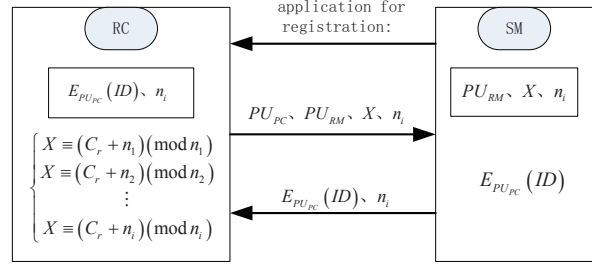 application for
registration:
RC
SM
E_{PU_{PC}}(ID)、n_i
PU_{RM}、X、n_i
PU_{PC}、PU_{RM}、X、n_i
X ≡ (C_r + n_1)(mod n_1)
X ≡ (C_r + n_2)(mod n_2)
⋮
X ≡ (C_r + n_i)(mod n_i)
E_{PU_{PC}}(ID)
E_{PU_{PC}}(ID)、n_i